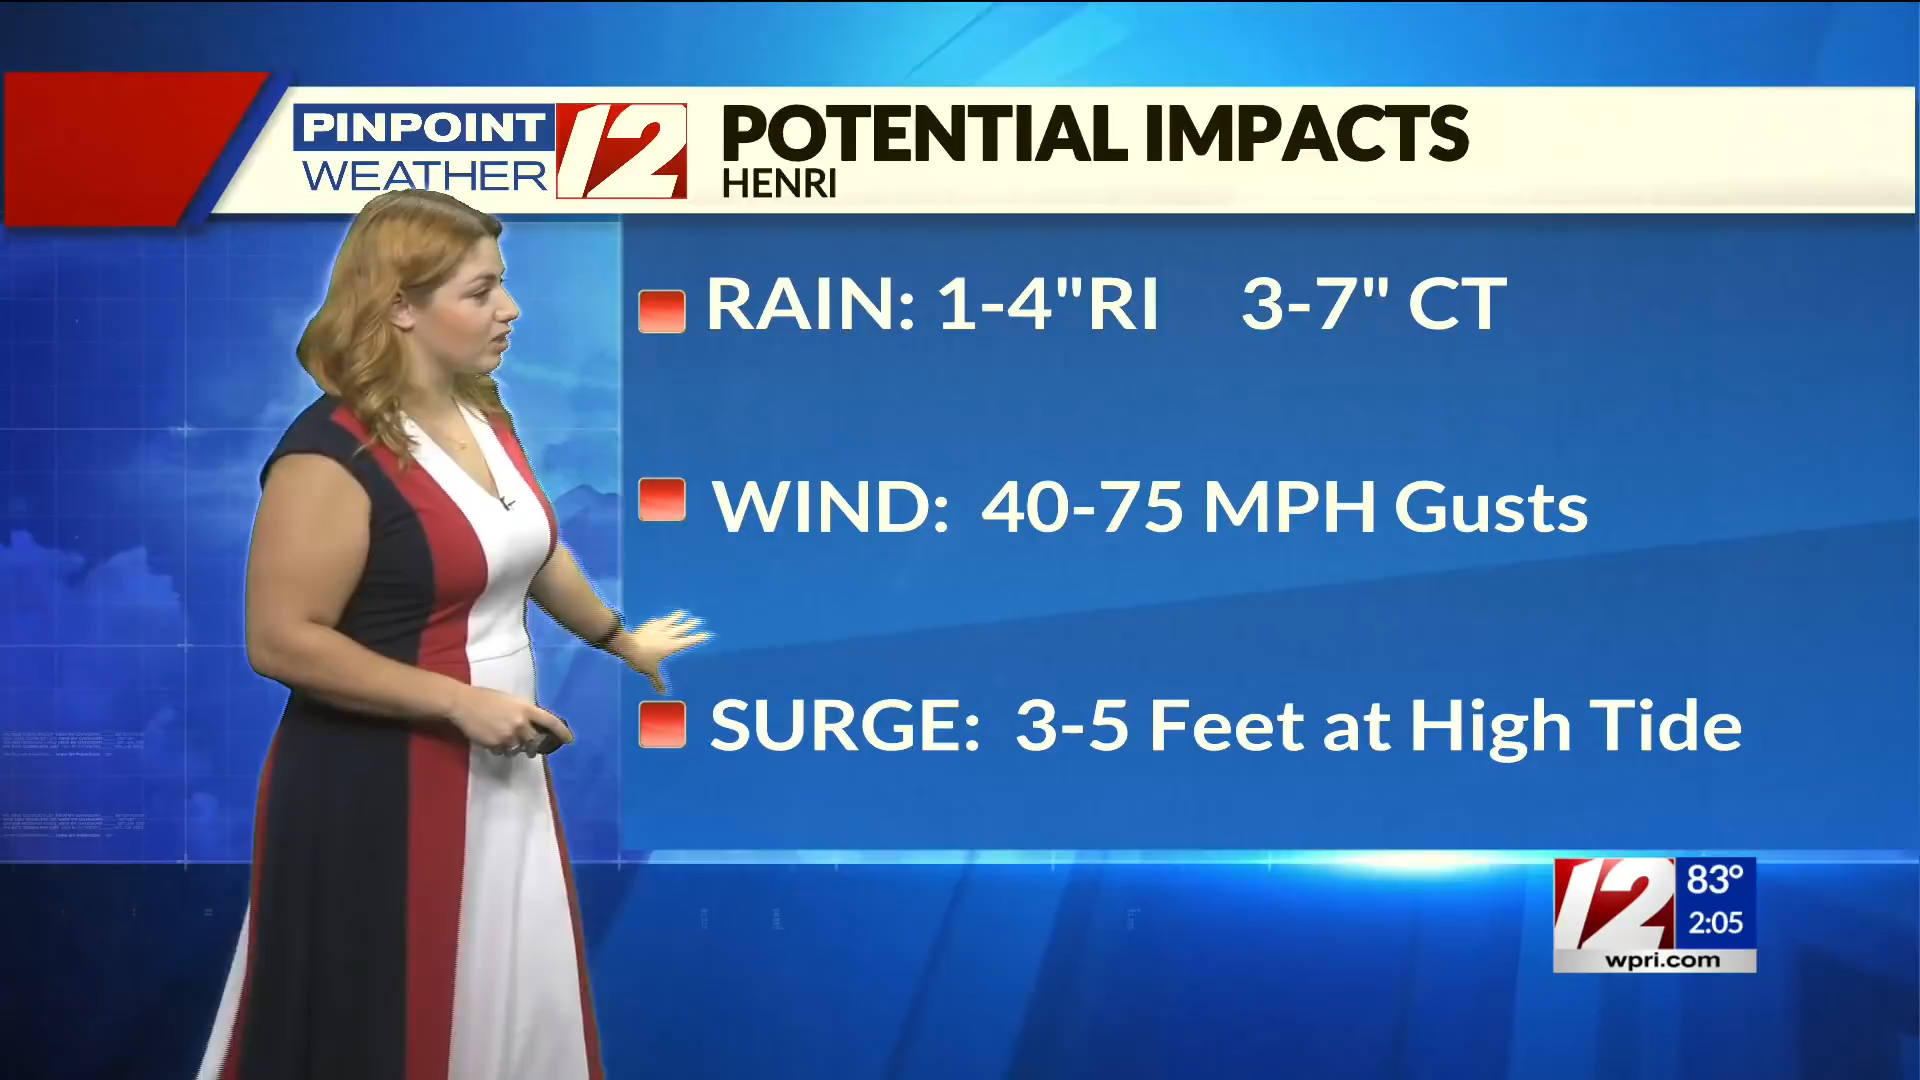 PINPOINT
WEATHER
12
POTENTIAL IMPACTS
HENRI
RAIN: 1-4"RI 3-7" CT
WIND: 40-75 MPH Gusts
SURGE: 3-5 Feet at High Tide
12
83°
2:05
wpri.com